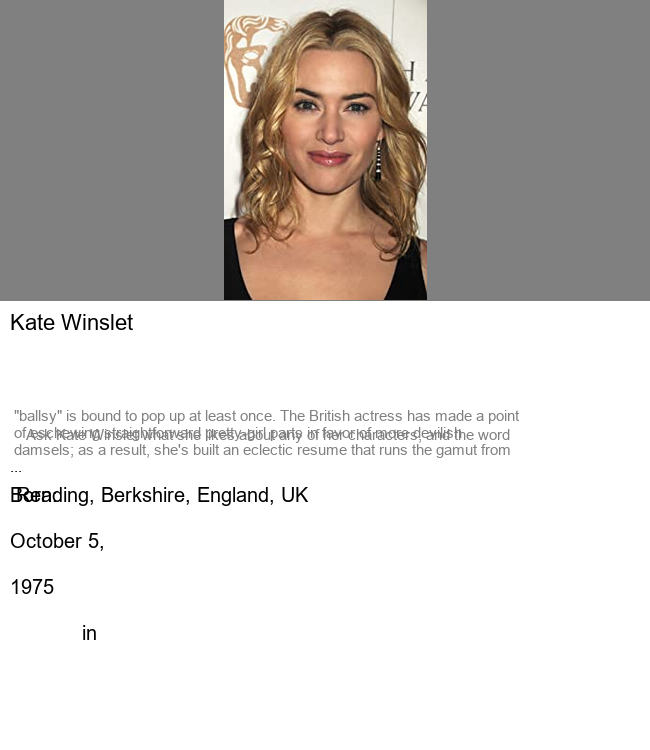 H
VA
Kate Winslet
Ask Kate Winslet what she likes about any of her characters, and the word
"ballsy" is bound to pop up at least once. The British actress has made a point
of eschewing straightforward pretty-girl parts in favor of more devilish
damsels; as a result, she's built an eclectic resume that runs the gamut from
...
Born
Reading, Berkshire, England, UK
October 5,
1975
in